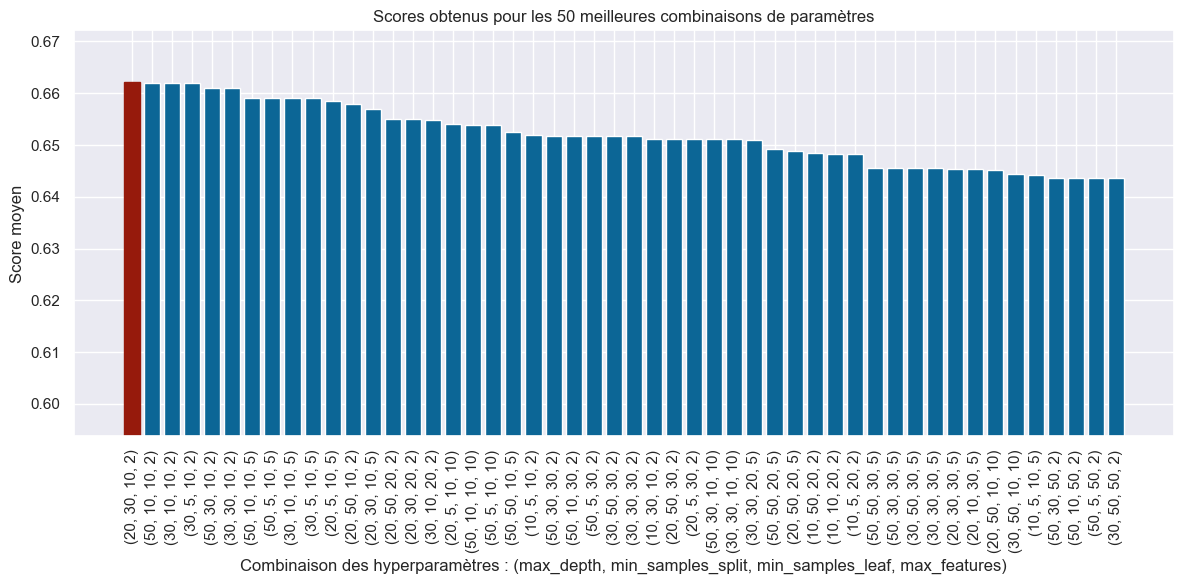 Scores obtenus pour les 50 meilleures combinaisons de paramètres
0.67
0.66
0.65
0.64
0.63
0.62
0.61
0.60
Score moyen
(20, 30, 10, 2)
(50, 10, 10, 2)
(30, 10, 10, 2)
(30, 5, 10, 2)
(50, 30, 10, 2)
(30, 30, 10, 2)
(50, 10, 10, 5)
(50, 5, 10, 5)
(30, 10, 10, 5)
(30, 5, 10, 5)
(20, 5, 10, 5)
(20, 50, 10, 2)
(20, 30, 10, 5)
(20, 50, 20, 2)
(20, 30, 20, 2)
(30, 10, 20, 2)
(20, 5, 10, 10)
(50, 10, 10, 10)
(50, 5, 10, 10)
(50, 50, 10, 5)
(10, 5, 10, 2)
(50, 30, 30, 2)
(50, 10, 30, 2)
(50, 5, 30, 2)
(30, 50, 30, 2)
(30, 30, 30, 2)
(10, 30, 10, 2)
(20, 50, 30, 2)
(20, 5, 30, 2)
(50, 30, 10, 10)
(30, 30, 10, 10)
(30, 30, 20, 5)
(50, 50, 20, 5)
(20, 50, 20, 5)
(10, 50, 20, 2)
(10, 30, 20, 2)
(10, 5, 20, 2)
(50, 50, 30, 5)
(50, 30, 30, 5)
(30, 50, 30, 5)
(30, 30, 30, 5)
(20, 30, 30, 5)
(20, 10, 30, 5)
(20, 50, 10, 10)
(30, 50, 10, 10)
(10, 5, 10, 5)
(50, 30, 50, 2)
(50, 10, 50, 2)
(50, 5, 50, 2)
(30, 50, 50, 2)
Combinaison des hyperparamètres : (max_depth, min_samples_split, min_samples_leaf, max_features)